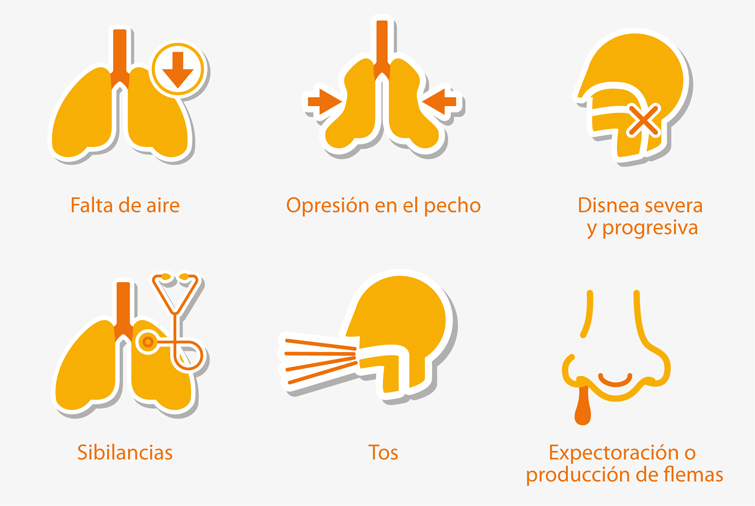 Falta de aire
Opresión en el pecho
Disnea severa
y progresiva
Sibilancias
Tos
Expectoración o
producción de flemas